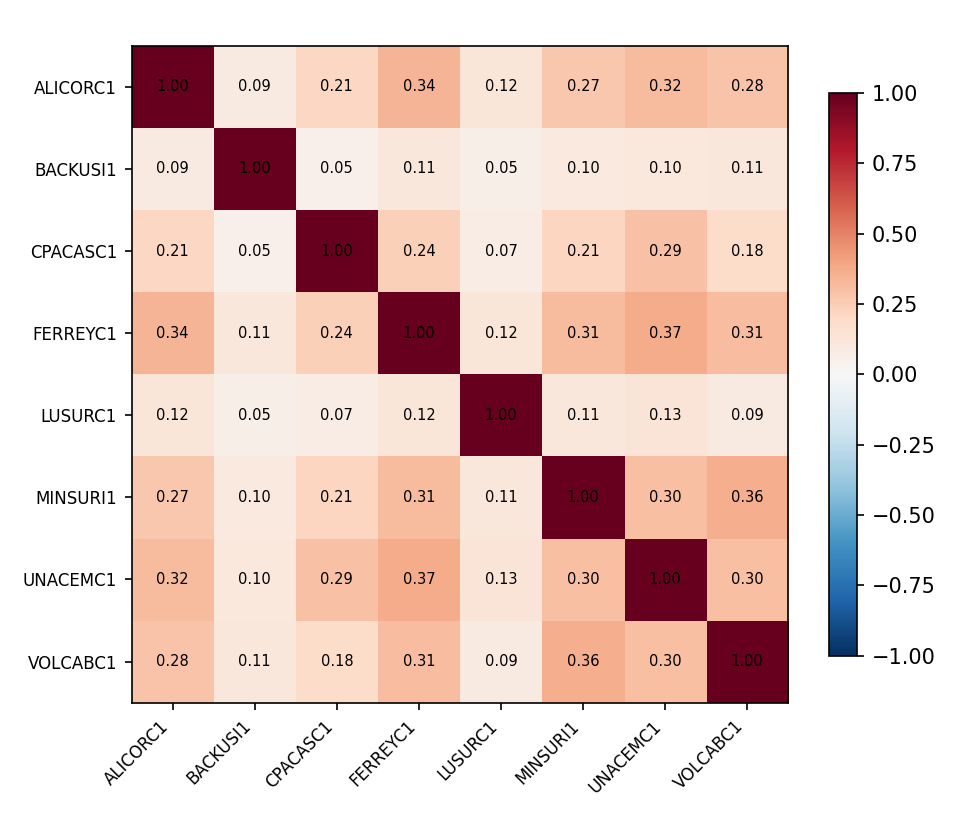 ALICORC1 1.00 0.09 0.21 0.34 0.12 0.27 0.32 0.28
BACKUSI1 0.09 1.00 0.05 0.11 0.05 0.10 0.10 0.11
CPACASC1 0.21 0.05 1.00 0.24 0.07 0.21 0.29 0.18
FERREYC1 0.34 0.11 0.24 1.00 0.12 0.31 0.37 0.31
LUSURC1 0.12 0.05 0.07 0.12 1.00 0.11 0.13 0.09
MINSURI1 0.27 0.10 0.21 0.31 0.11 1.00 0.30 0.36
UNACEMC1 0.32 0.10 0.29 0.37 0.13 0.30 1.00 0.30
VOLCABC1 0.28 0.11 0.18 0.31 0.09 0.36 0.30 1.00
ALICORC1 BACKUSI1 CPACASC1 FERREYC1 LUSURC1 MINSURI1 UNACEMC1 VOLCABC1
1.00
0.75
0.50
0.25
0.00
−0.25
−0.50
−0.75
−1.00